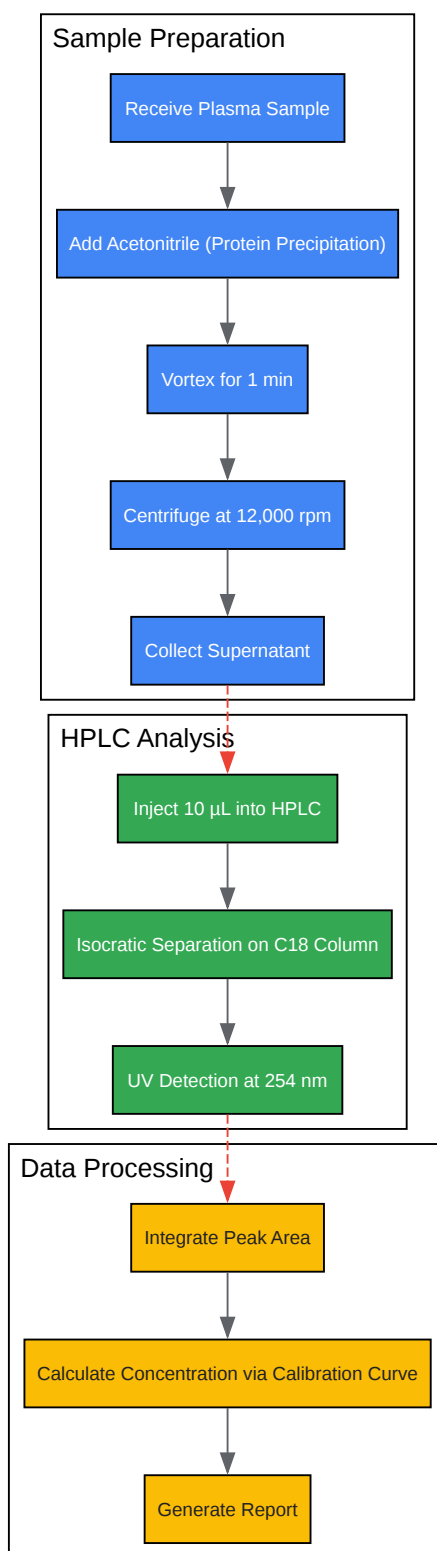 Sample Preparation
Receive Plasma Sample
Add Acetonitrile (Protein Precipitation)
Vortex for 1 min
Centrifuge at 12,000 rpm
Collect Supernatant
HPLC Analysis
Inject 10 µL into HPLC
Isocratic Separation on C18 Column
UV Detection at 254 nm
Data Processing
Integrate Peak Area
Calculate Concentration via Calibration Curve
Generate Report